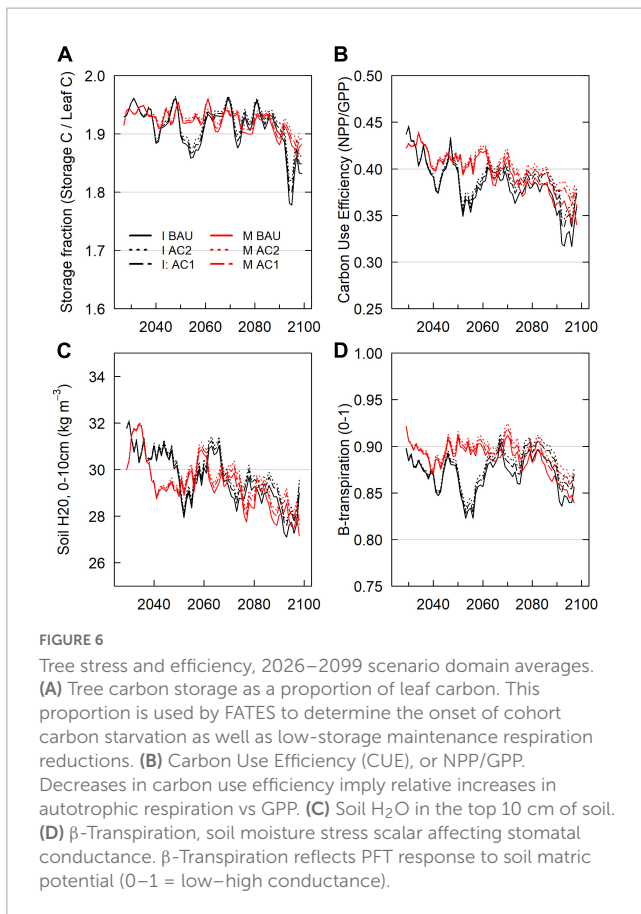 A
B
2.0
1.9
1.8
1.7
1.6
Storage fraction (Storage C / Leaf C)
I BAU
I AC2
I: AC1
M BAU
M AC2
M AC1
2040
2060
2080
2100
0.50
0.45
0.40
0.35
0.30
0.25
Carbon Use Efficiency (NPP/GPP)
2040
2060
2080
2100
C
D
34
32
30
28
26
Soil H20, 0-10cm (kg m⁻³)
2040
2060
2080
2100
1.00
0.95
0.90
0.85
0.80
0.75
B-transpiration (0-1)
2040
2060
2080
2100
FIGURE 6
Tree stress and efficiency, 2026–2099 scenario domain averages.
(A) Tree carbon storage as a proportion of leaf carbon. This
proportion is used by FATES to determine the onset of cohort
carbon starvation as well as low-storage maintenance respiration
reductions. (B) Carbon Use Efficiency (CUE), or NPP/GPP.
Decreases in carbon use efficiency imply relative increases in
autotrophic respiration vs GPP. (C) Soil H₂O in the top 10 cm of soil.
(D) β-Transpiration, soil moisture stress scalar affecting stomatal
conductance. β-Transpiration reflects PFT response to soil matric
potential (0–1 = low–high conductance).